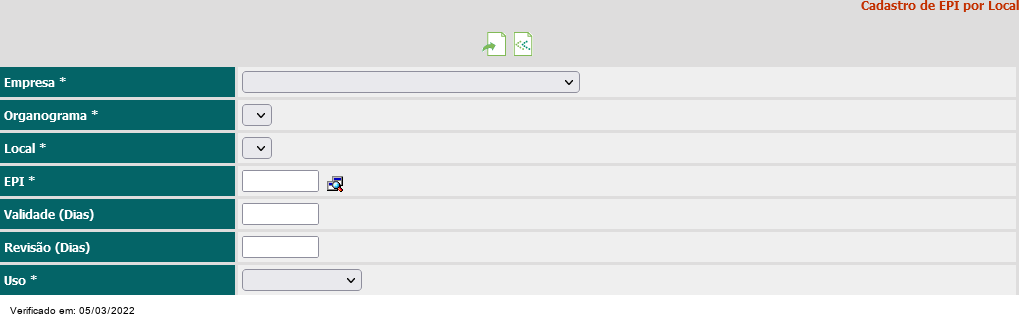 Cadastro de EPI por Local
Empresa *
Organograma *
Local *
EPI *
Validade (Dias)
Revisão (Dias)
Uso *
Verificado em: 05/03/2022